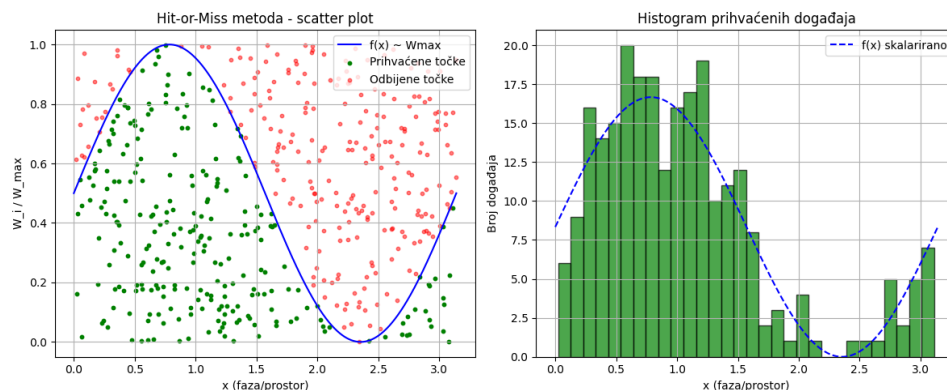 Hit-or-Miss metoda - scatter plot
1.0
0.8
0.6
0.4
0.2
0.0
W_i / W_max
f(x) ~ Wmax
Prihvaćene točke
Odbijene točke
0.0 0.5 1.0 1.5 2.0 2.5 3.0
x (faza/prostor)
Histogram prihvaćenih događaja
20.0
17.5
15.0
12.5
10.0
7.5
5.0
2.5
0.0
Broj događaja
f(x) skalarirano
0.0 0.5 1.0 1.5 2.0 2.5 3.0
x (faza/prostor)